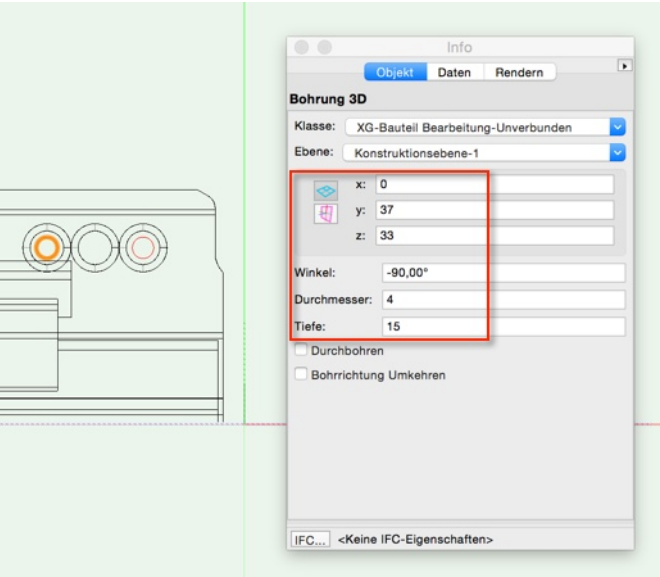 Info
Objekt Daten Rendern
Bohrung 3D
Klasse: XG-Bauteil Bearbeitung-Unverbunden
Ebene: Konstruktionsebene-1
x: 0
y: 37
z: 33
Winkel: -90,00°
Durchmesser: 4
Tiefe: 15
Durchbohren
Bohrrichtung Umkehren
IFC... <Keine IFC-Eigenschaften>